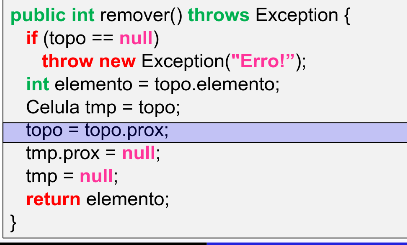 public int remover() throws Exception {
if (topo == null)
throw new Exception("Erro!”);
int elemento = topo.elemento;
Celula tmp = topo;
topo = topo.prox;
tmp.prox = null;
tmp = null;
return elemento;
}